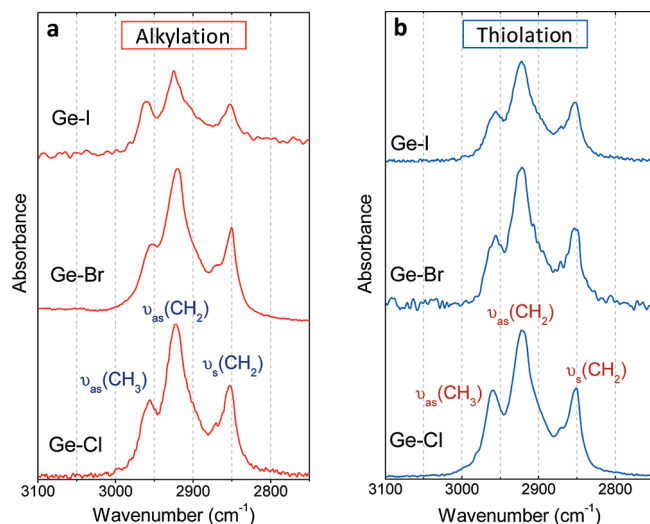 a
Alkylation
Ge-I
Ge-Br
υas(CH2)
υs(CH2)
υas(CH3)
Ge-Cl
Absorbance
3100 3000 2900 2800
Wavenumber (cm-1)
b
Thiolation
Ge-I
Ge-Br
υas(CH2)
υs(CH2)
υas(CH3)
Ge-Cl
Absorbance
3100 3000 2900 2800
Wavenumber (cm-1)